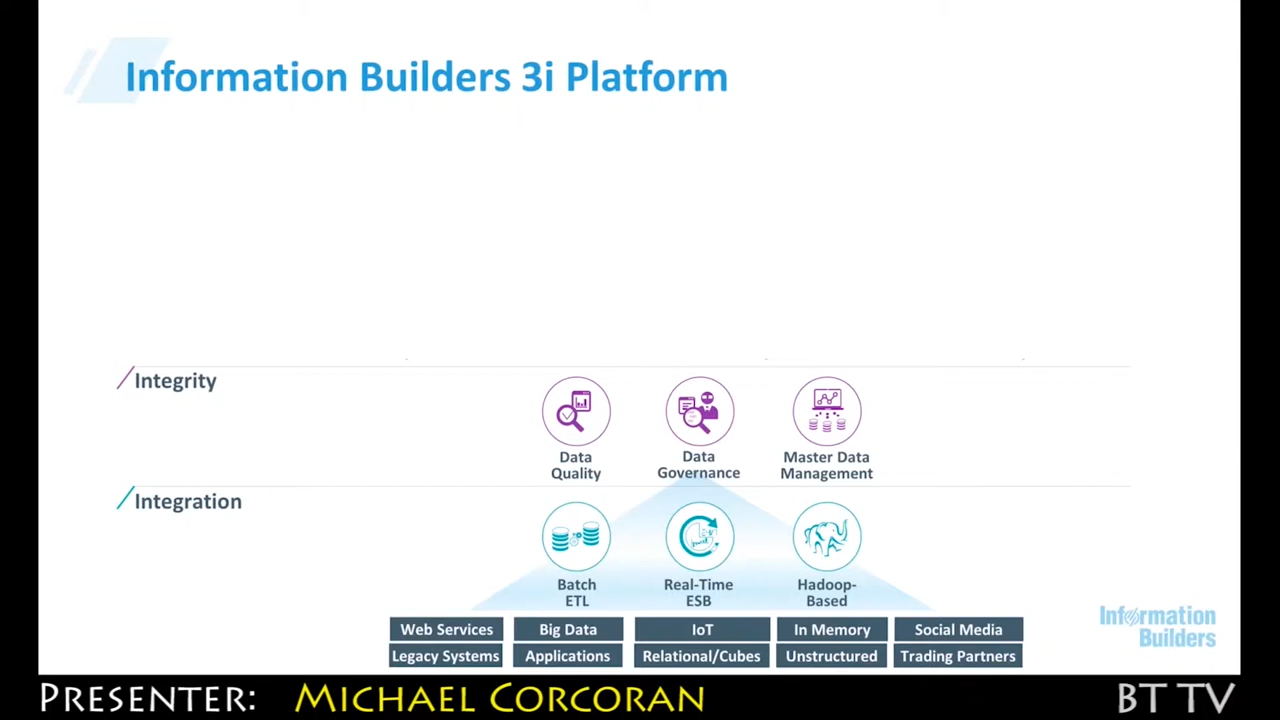 Information Builders 3i Platform
Integrity
Data Quality
Data Governance
Master Data Management
Integration
Batch ETL
Real-Time ESB
Hadoop-Based
Web Services
Big Data
IoT
In Memory
Social Media
Legacy Systems
Applications
Relational/Cubes
Unstructured
Trading Partners
Information
Builders
Presenter: Michael Corcoran
BT TV